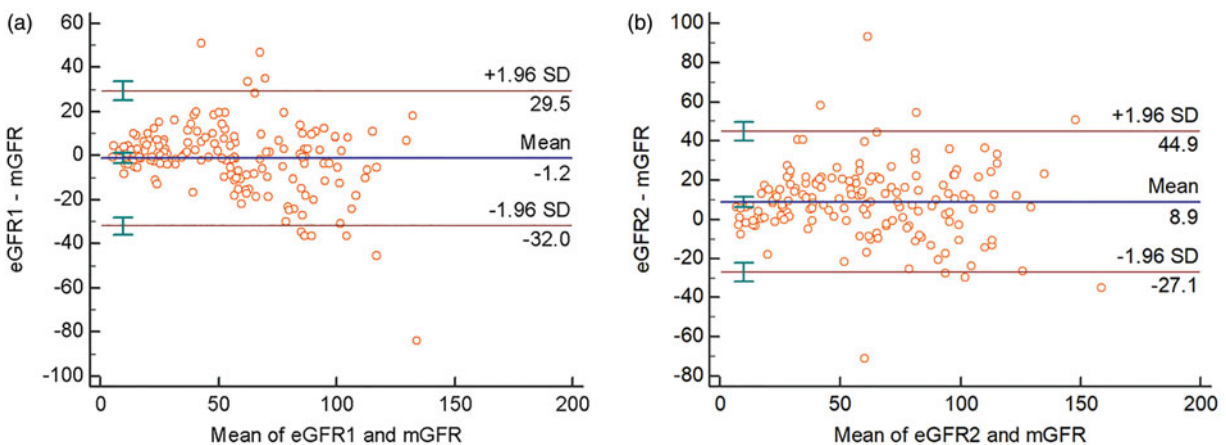 (a)
60
40
20
0
-20
-40
-60
-80
-100
eGFR1 - mGFR
+1.96 SD
29.5
Mean
-1.2
-1.96 SD
-32.0
0 50 100 150 200
Mean of eGFR1 and mGFR
(b)
100
80
60
40
20
0
-20
-40
-60
-80
eGFR2 - mGFR
+1.96 SD
44.9
Mean
8.9
-1.96 SD
-27.1
0 50 100 150 200
Mean of eGFR2 and mGFR